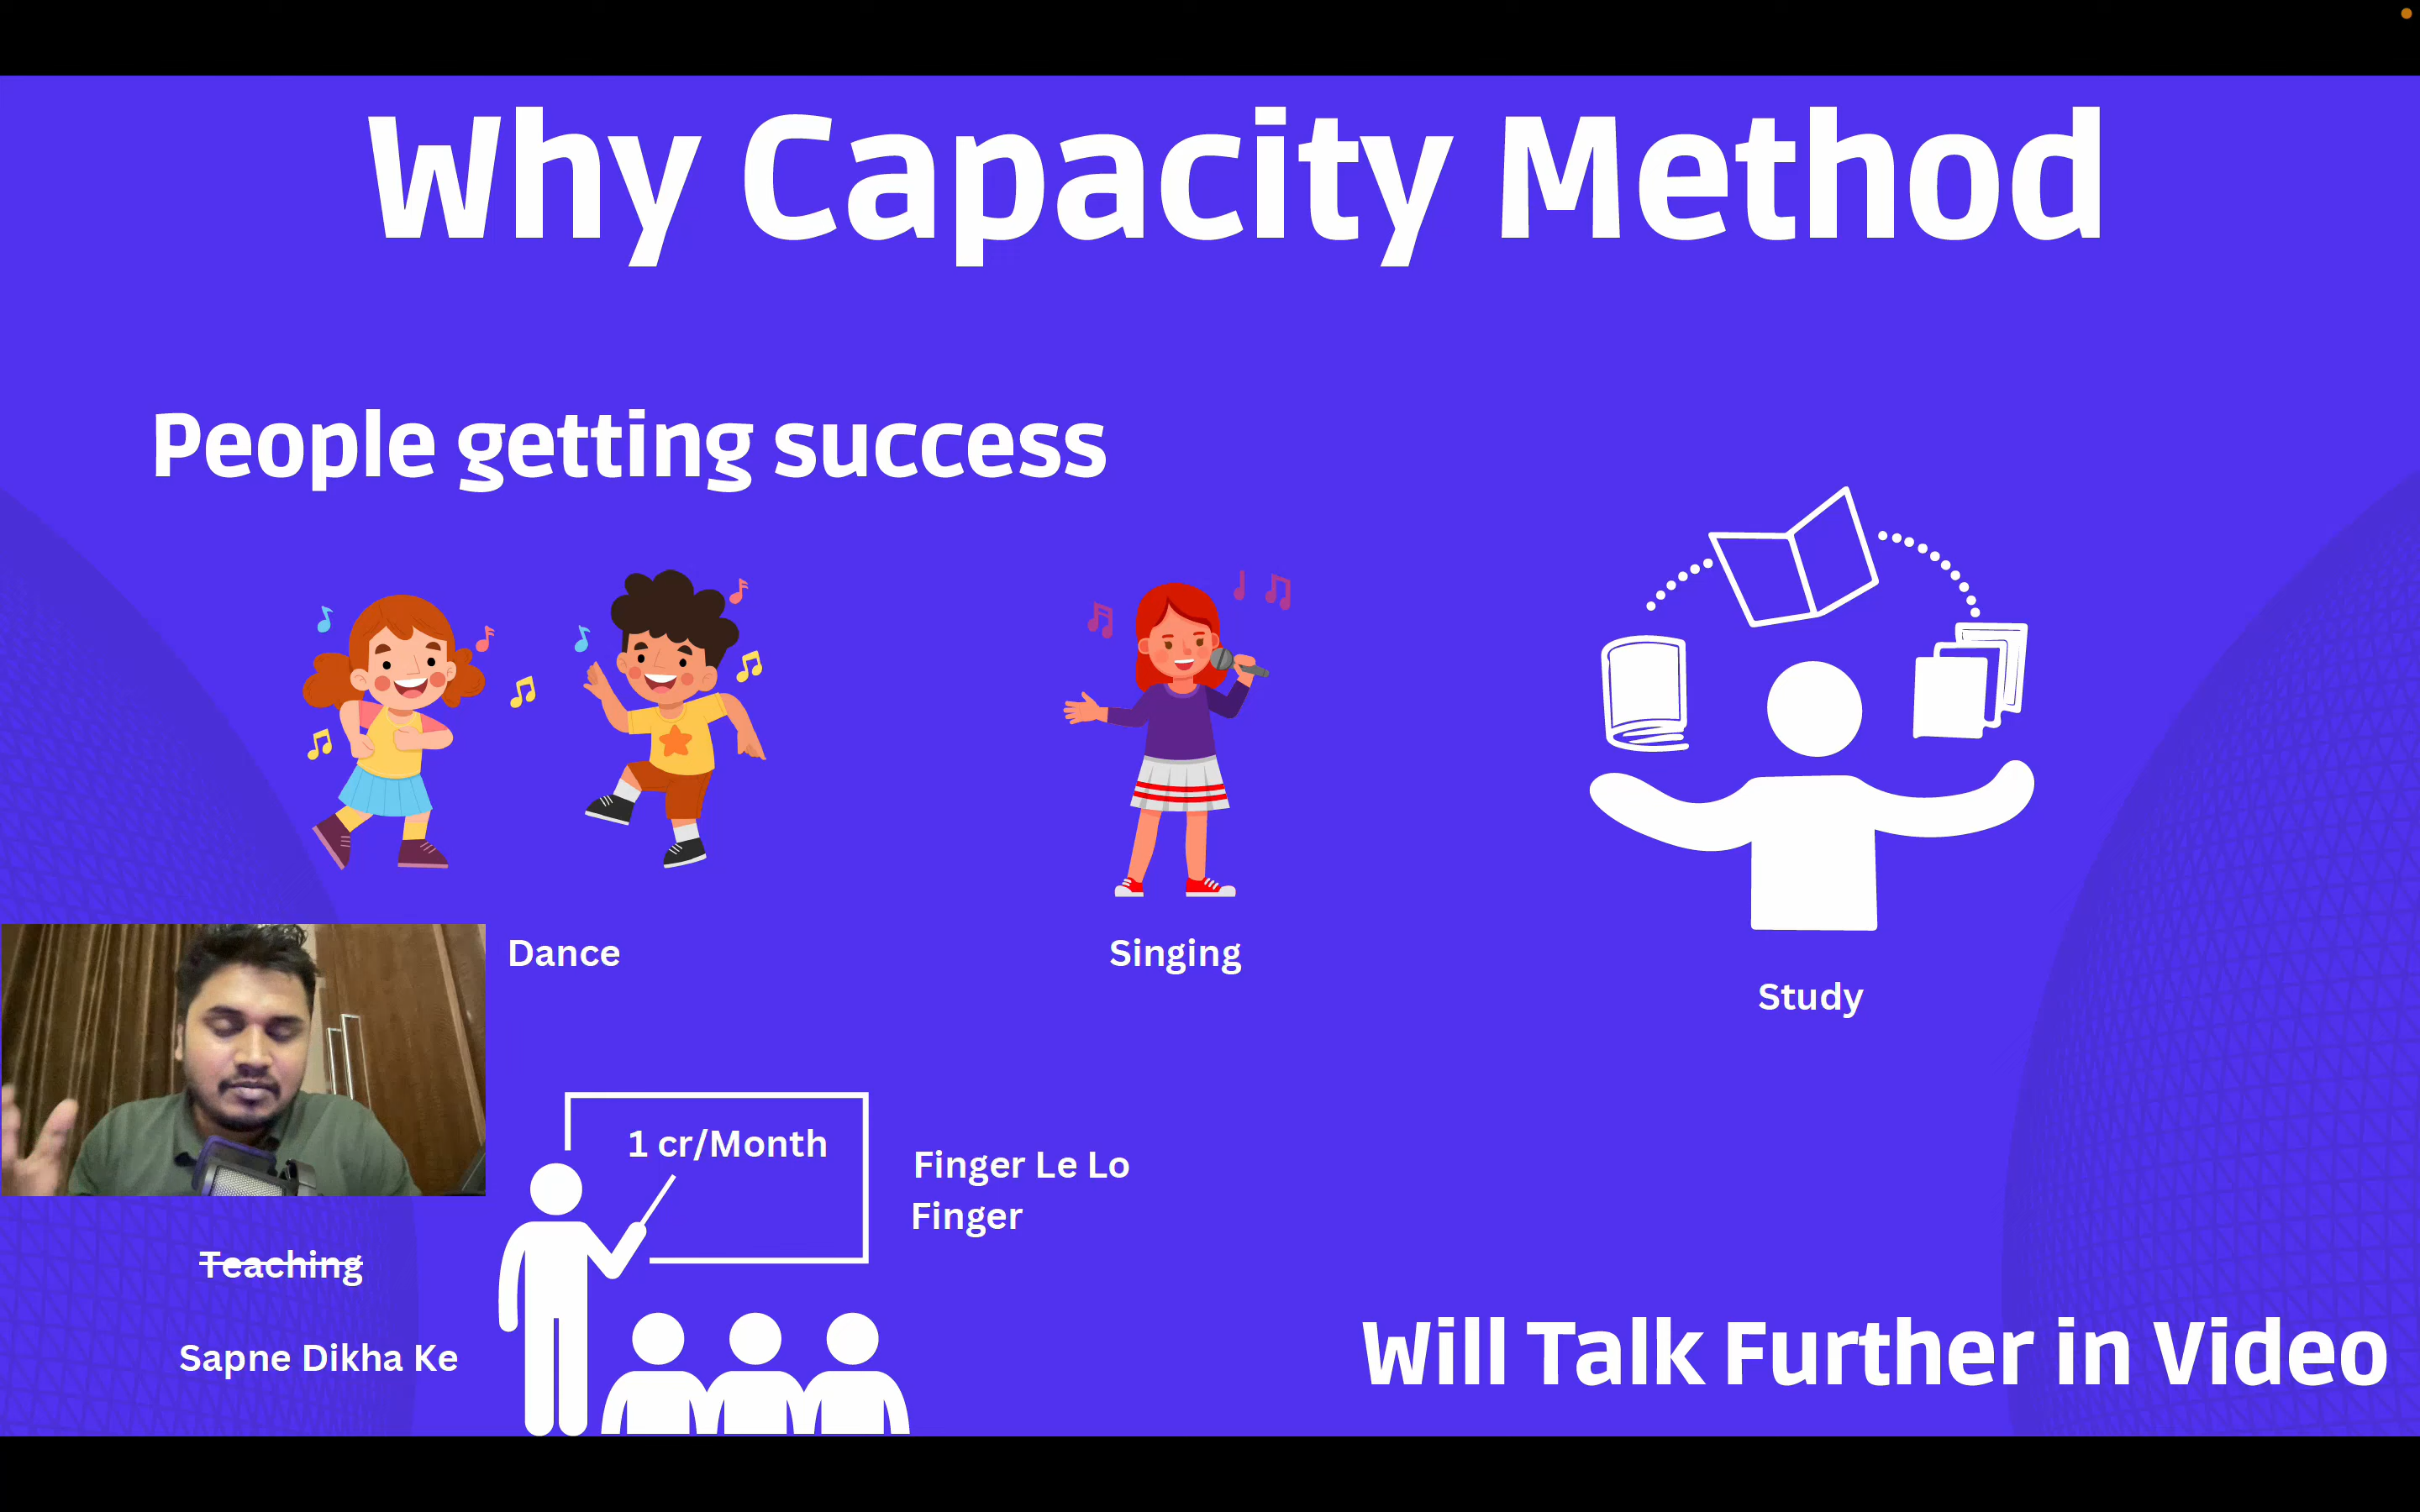 Why Capacity Method
People getting success
Dance
Singing
Study
1 cr/Month
Finger Le Lo
Finger
Teaching
Sapne Dikha Ke
Will Talk Further in Video